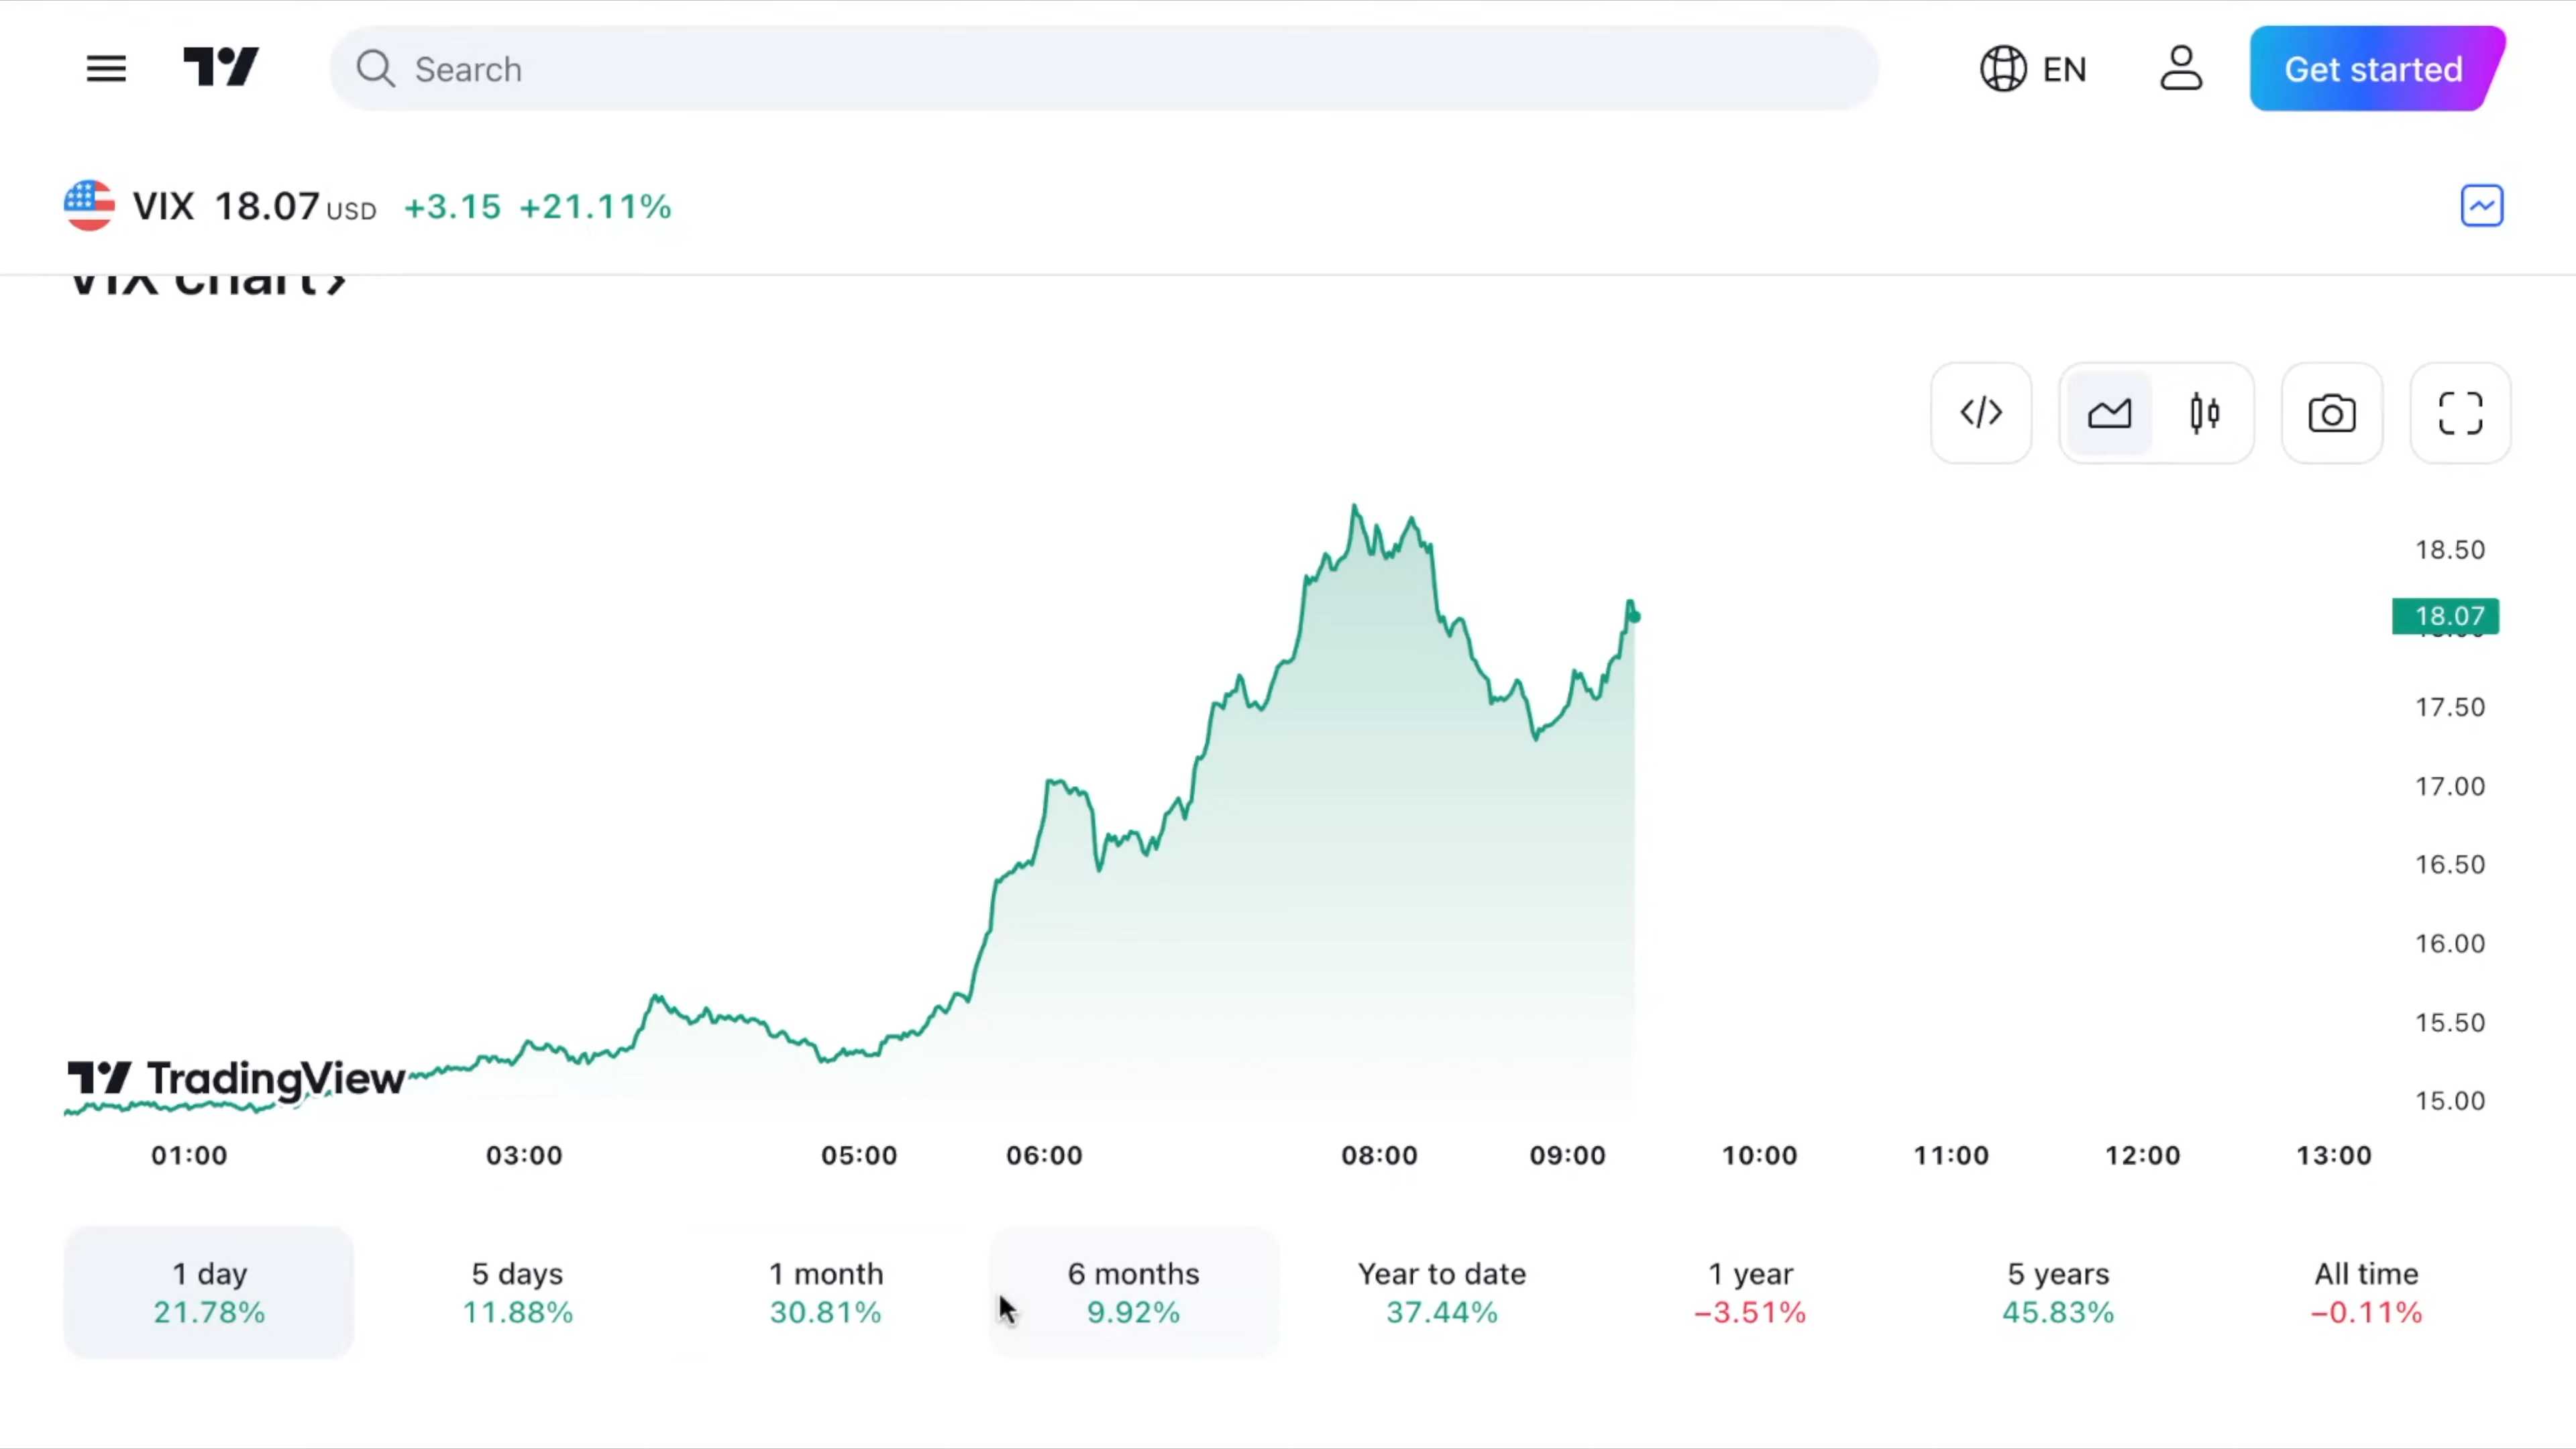 Search
EN
Get started
VIX 18.07 USD +3.15 +21.11%
VIX chart
18.50
18.07
17.50
17.00
16.50
16.00
15.50
15.00
TradingView
01:00 03:00 05:00 06:00 08:00 09:00 10:00 11:00 12:00 13:00
1 day 5 days 1 month 6 months Year to date 1 year 5 years All time
21.78% 11.88% 30.81% 9.92% 37.44% −3.51% 45.83% −0.11%